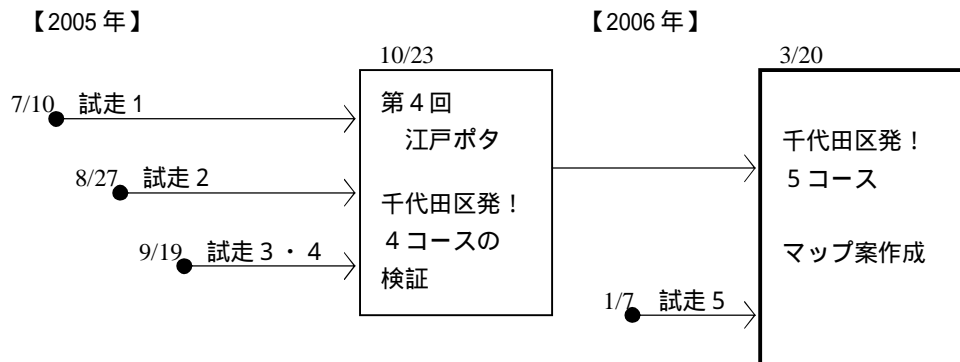 【2005年】
【2006年】
10/23
3/20
7/10
試走1
8/27
試走2
9/19
試走3・4
第4回
江戸ポタ
千代田区発！
4コースの
検証
1/7
試走5
千代田区発！
5コース
マップ案作成